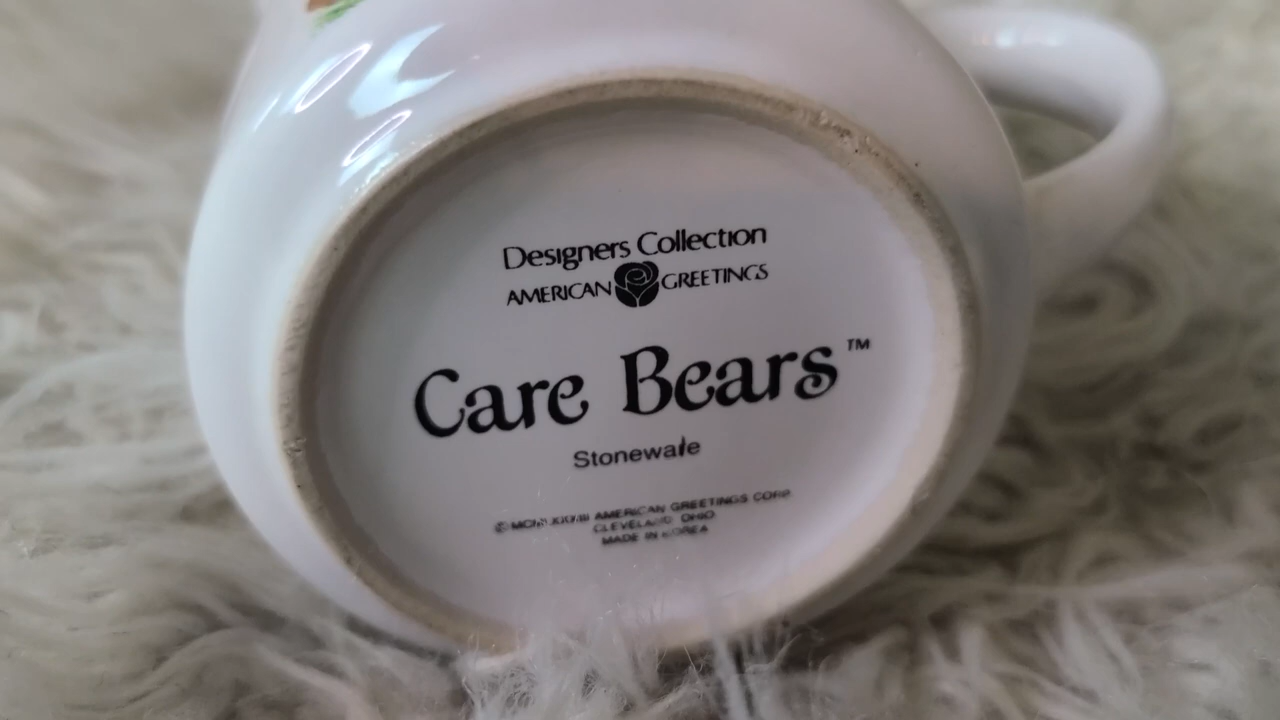 Designers Collection
AMERICAN GREETINGS
Care Bears™
Stoneware
© AMERICAN GREETINGS CORP
CLEVELAND, OHIO
MADE IN KOREA